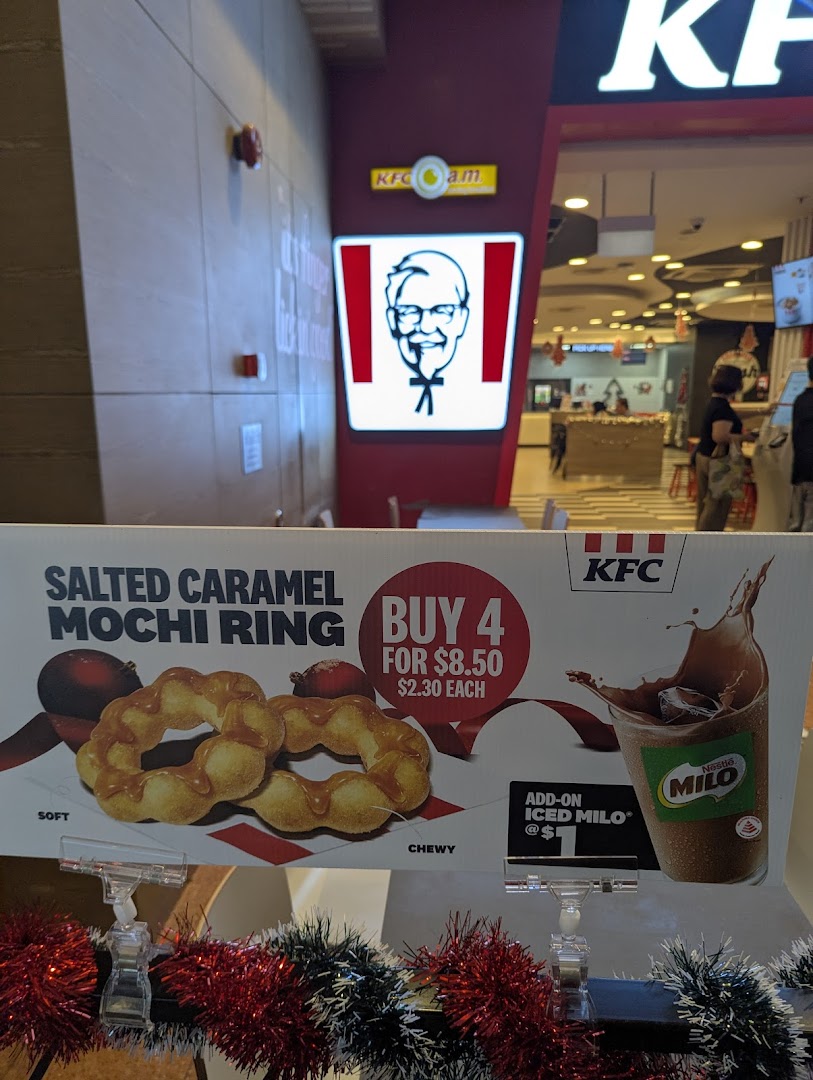 KF
KFC a.m.
SALTED CARAMEL
MOCHI RING
BUY 4
FOR $8.50
$2.30 EACH
KFC
Nestlé
MILO
ADD-ON
ICED MILO®
@$1
SOFT
CHEWY